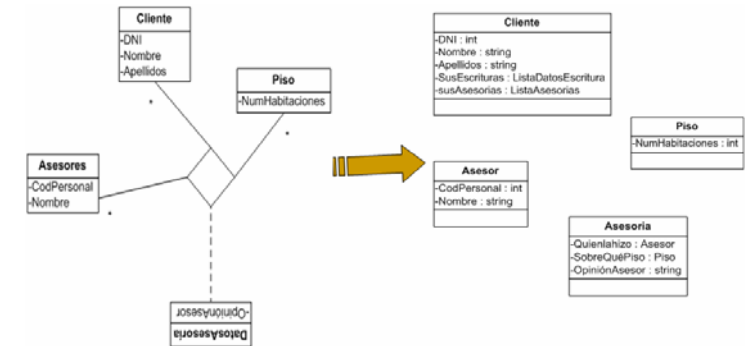 Cliente
-DNI
-Nombre
-Apellidos
Piso
-NumHabitaciones
*
*
Asesores
-CodPersonal
-Nombre
*
-OpiniónAsesor
DatosAsesoria
Cliente
-DNI : int
-Nombre : string
-Apellidos : string
-SusEscrituras : ListaDatosEscritura
-susAsesorias : ListaAsesorias
Piso
-NumHabitaciones : int
Asesor
-CodPersonal : int
-Nombre : string
Asesoria
-Quienlahizo : Asesor
-SobreQuéPiso : Piso
-OpiniónAsesor : string